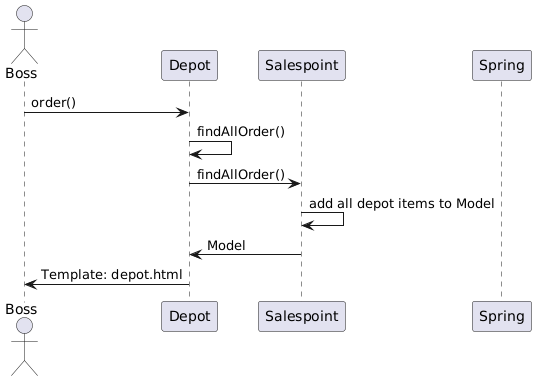 Boss
Depot
Salespoint
Spring
order()
findAllOrder()
findAllOrder()
add all depot items to Model
Model
Template: depot.html
Boss
Depot
Salespoint
Spring